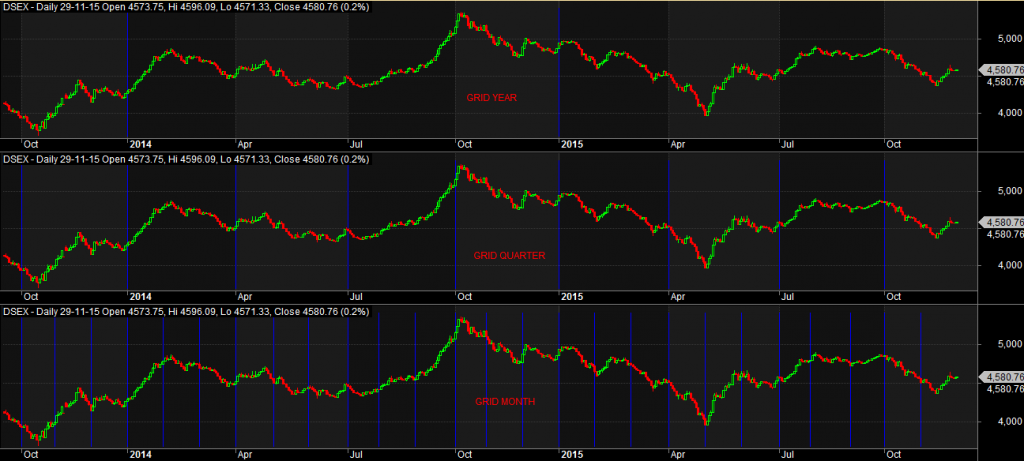 DSEX - Daily 29-11-15 Open 4573.75, Hi 4596.09, Lo 4571.33, Close 4580.76 (0.2%)
5,000
4,580.76
4,580.76
GRID YEAR
4,000
Oct 2014 Apr Jul Oct 2015 Apr Jul Oct
DSEX - Daily 29-11-15 Open 4573.75, Hi 4596.09, Lo 4571.33, Close 4580.76 (0.2%)
5,000
4,580.76
4,580.76
GRID QUARTER
4,000
Oct 2014 Apr Jul Oct 2015 Apr Jul Oct
DSEX - Daily 29-11-15 Open 4573.75, Hi 4596.09, Lo 4571.33, Close 4580.76 (0.2%)
5,000
4,580.76
4,580.76
GRID MONTH
4,000
Oct 2014 Apr Jul Oct 2015 Apr Jul Oct